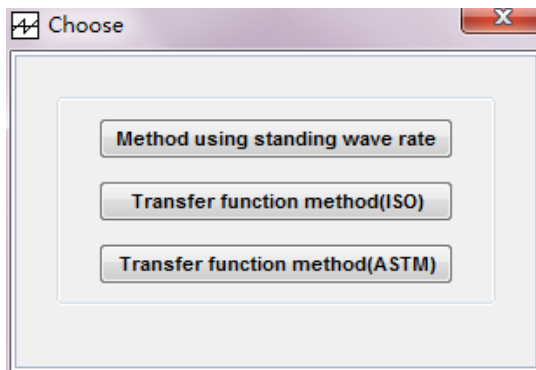 Choose
Method using standing wave rate
Transfer function method(ISO)
Transfer function method(ASTM)